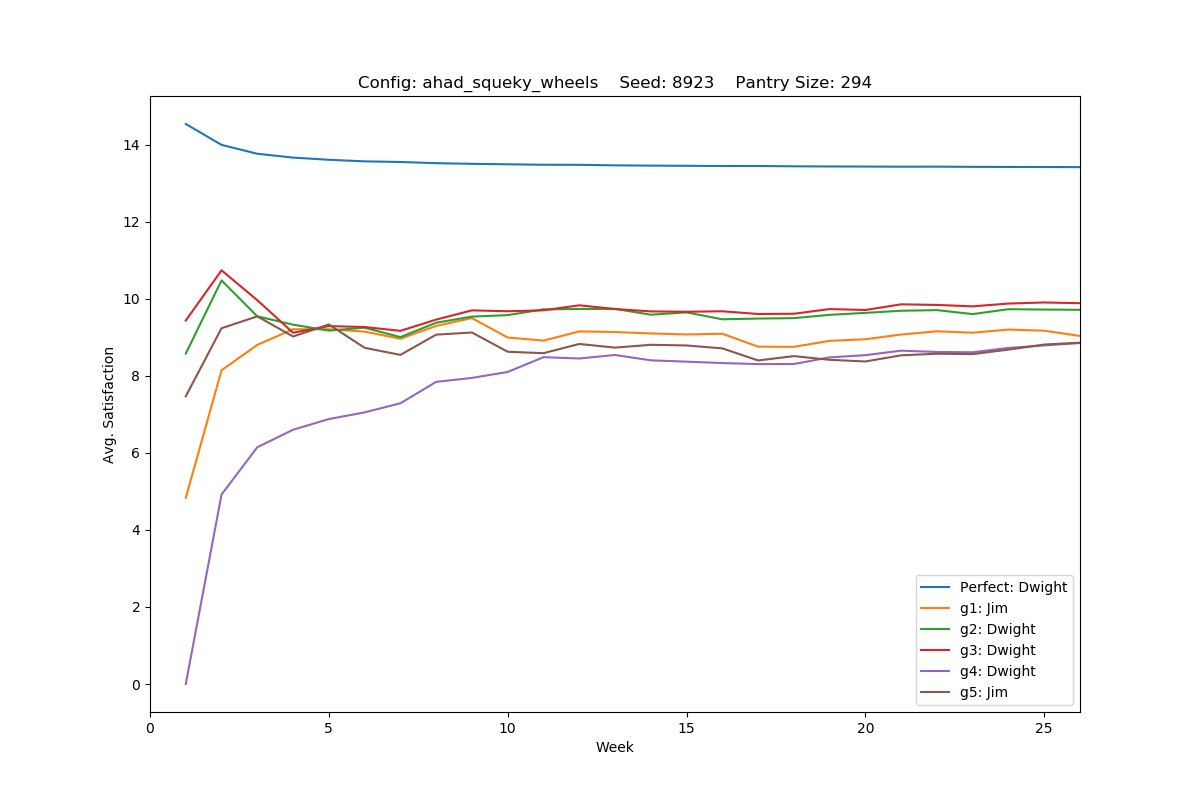 Config: ahad_squeky_wheels    Seed: 8923    Pantry Size: 294
Avg. Satisfaction
14
12
10
8
6
4
2
0
Perfect: Dwight
g1: Jim
g2: Dwight
g3: Dwight
g4: Dwight
g5: Jim
0 5 10 15 20 25
Week